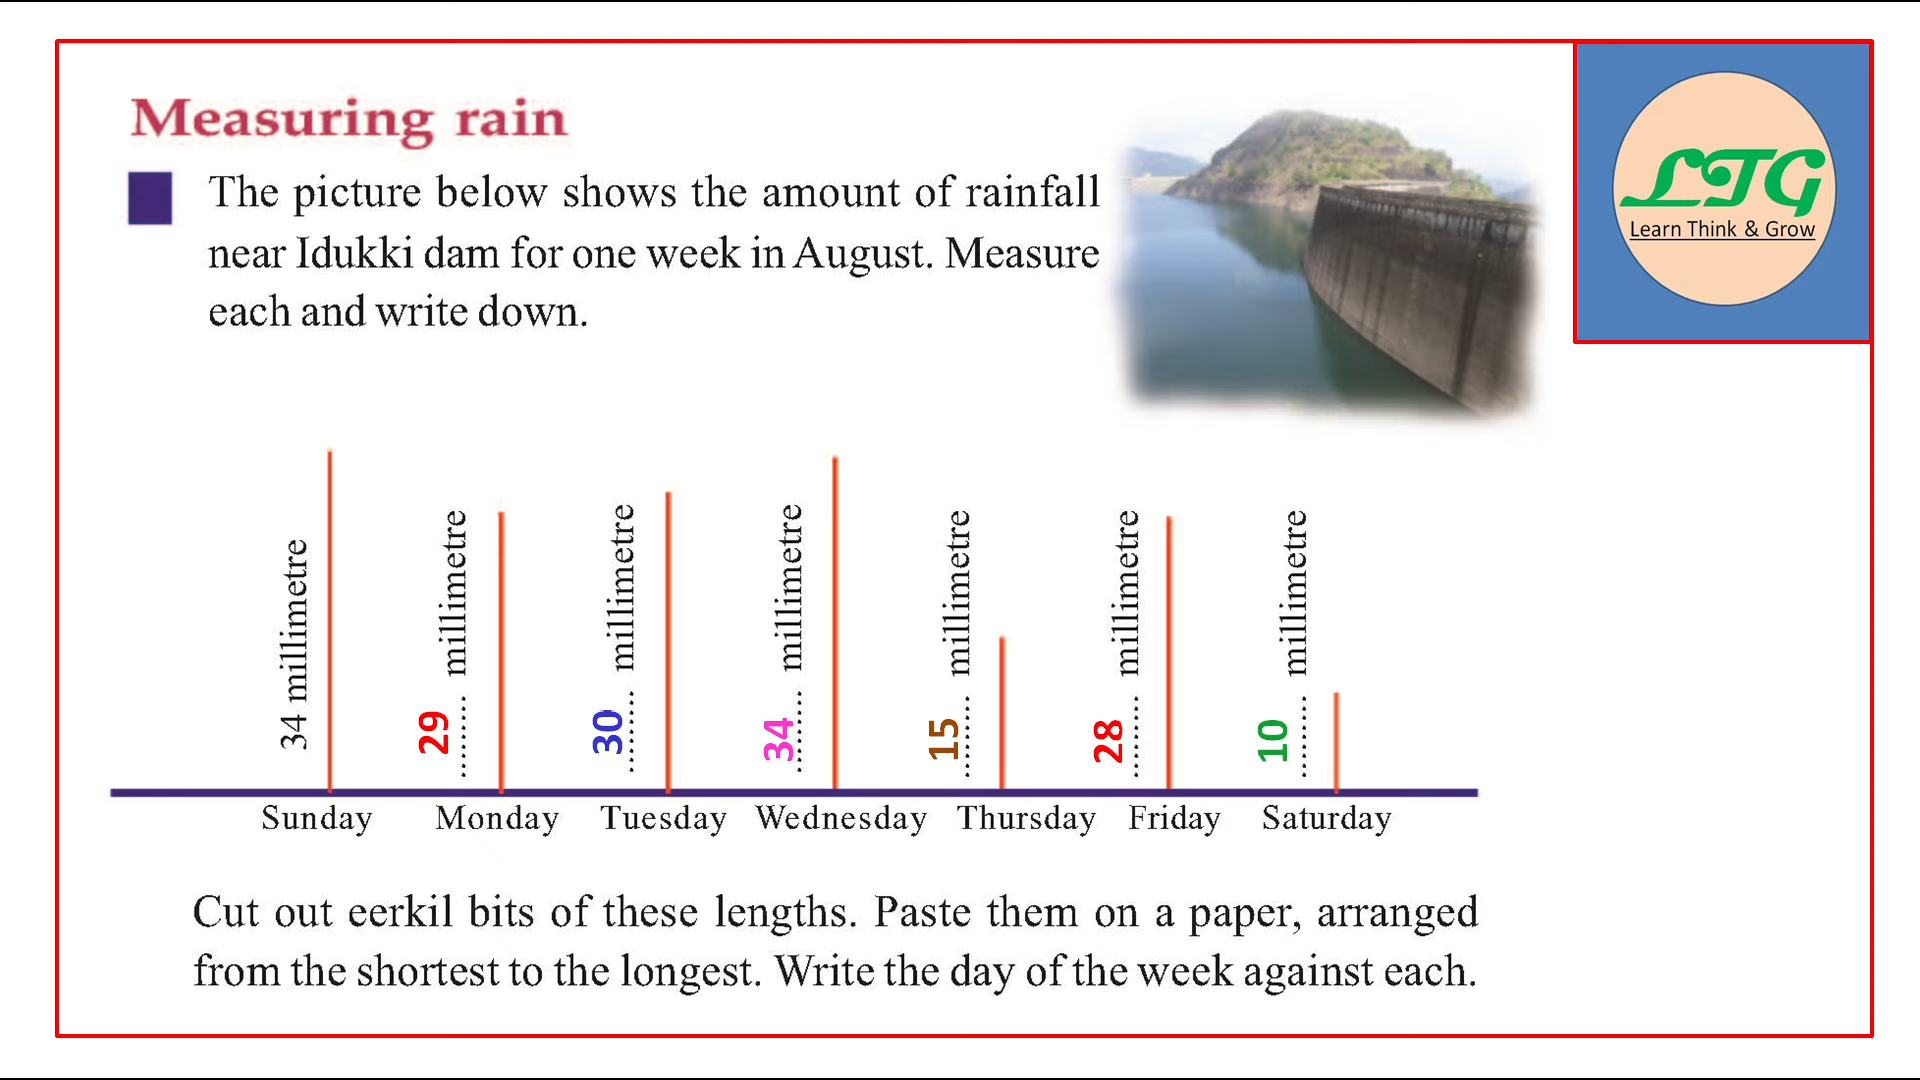 Measuring rain
LTG
Learn Think & Grow
The picture below shows the amount of rainfall
near Idukki dam for one week in August. Measure
each and write down.
34 millimetre
29 ......... millimetre
30 ......... millimetre
34 ......... millimetre
15 ......... millimetre
28 ......... millimetre
10 ......... millimetre
Sunday Monday Tuesday Wednesday Thursday Friday Saturday
Cut out eerkil bits of these lengths. Paste them on a paper, arranged
from the shortest to the longest. Write the day of the week against each.